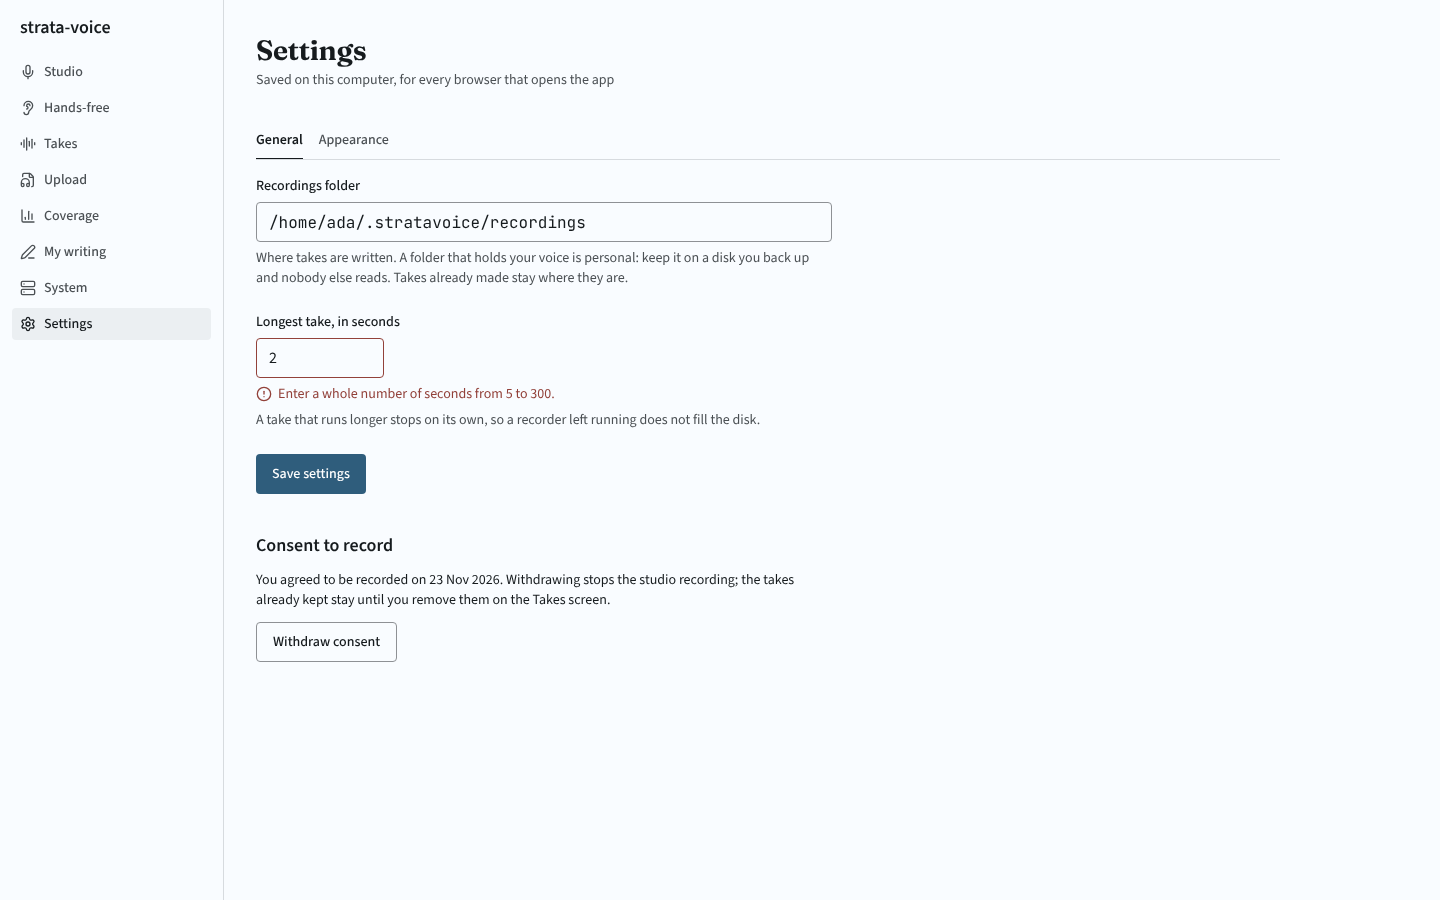 strata-voice
Studio
Hands-free
Takes
Upload
Coverage
My writing
System
Settings
Settings
Saved on this computer, for every browser that opens the app
General
Appearance
Recordings folder
/home/ada/.stratavoice/recordings
Where takes are written. A folder that holds your voice is personal: keep it on a disk you back up
and nobody else reads. Takes already made stay where they are.
Longest take, in seconds
2
Enter a whole number of seconds from 5 to 300.
A take that runs longer stops on its own, so a recorder left running does not fill the disk.
Save settings
Consent to record
You agreed to be recorded on 23 Nov 2026. Withdrawing stops the studio recording; the takes
already kept stay until you remove them on the Takes screen.
Withdraw consent